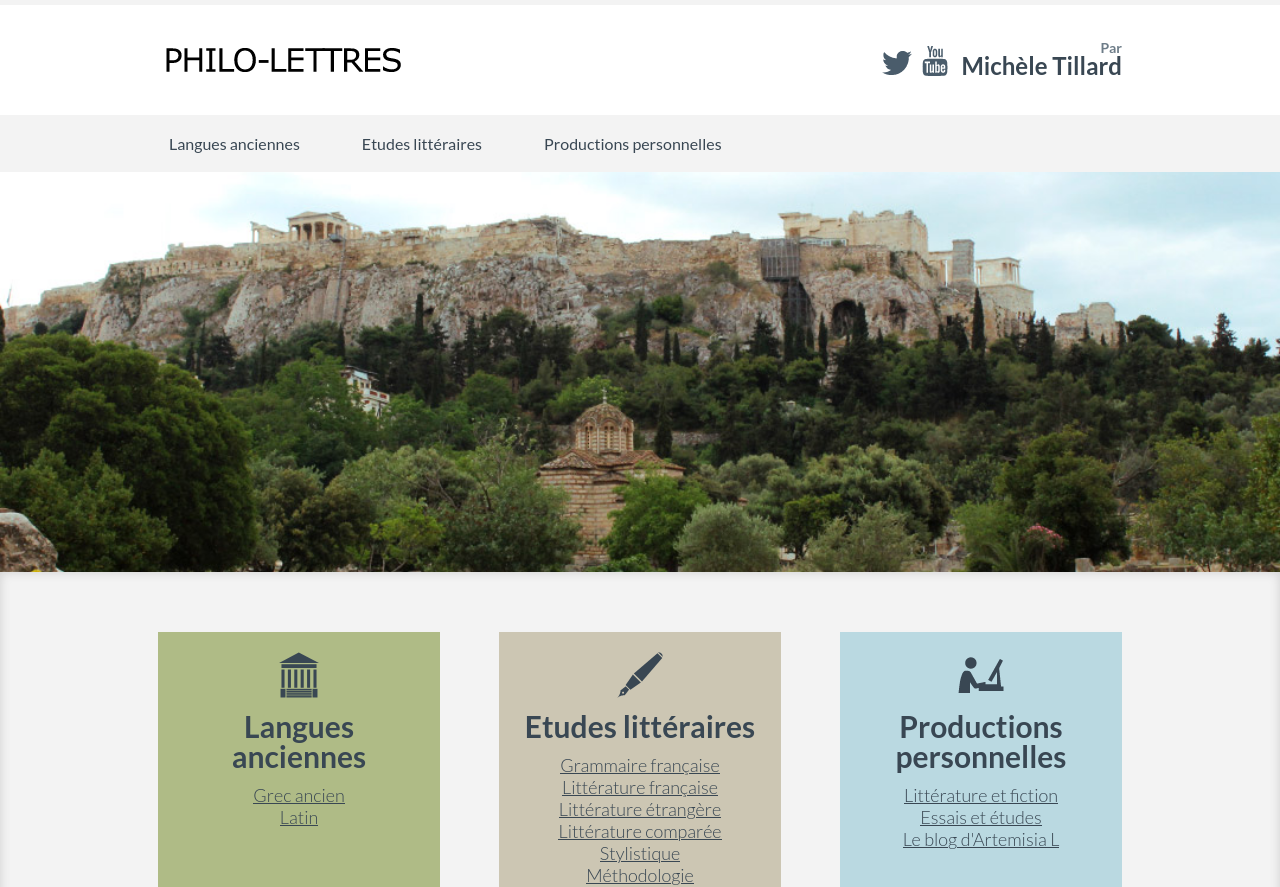 PHILO-LETTRES
You
Tube
Par
Michèle Tillard
Langues anciennes
Etudes littéraires
Productions personnelles
Langues
anciennes
Grec ancien
Latin
Etudes littéraires
Grammaire française
Littérature française
Littérature étrangère
Littérature comparée
Stylistique
Méthodologie
Productions
personnelles
Littérature et fiction
Essais et études
Le blog d'Artemisia L